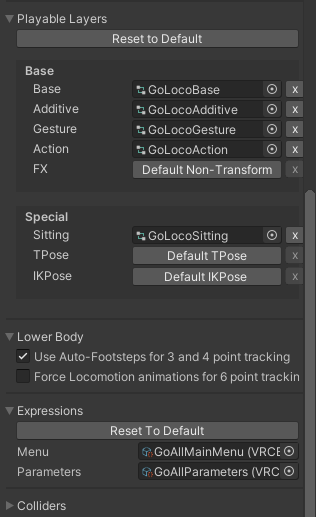 Playable Layers
Reset to Default
Base
Base GoLocoBase x
Additive GoLocoAdditive x
Gesture GoLocoGesture x
Action GoLocoAction x
FX Default Non-Transform x
Special
Sitting GoLocoSitting x
TPose Default TPose x
IKPose Default IKPose x
Lower Body
Use Auto-Footsteps for 3 and 4 point tracking
Force Locomotion animations for 6 point trackin
Expressions
Reset To Default
Menu GoAllMainMenu (VRCE
Parameters GoAllParameters (VRC
Colliders